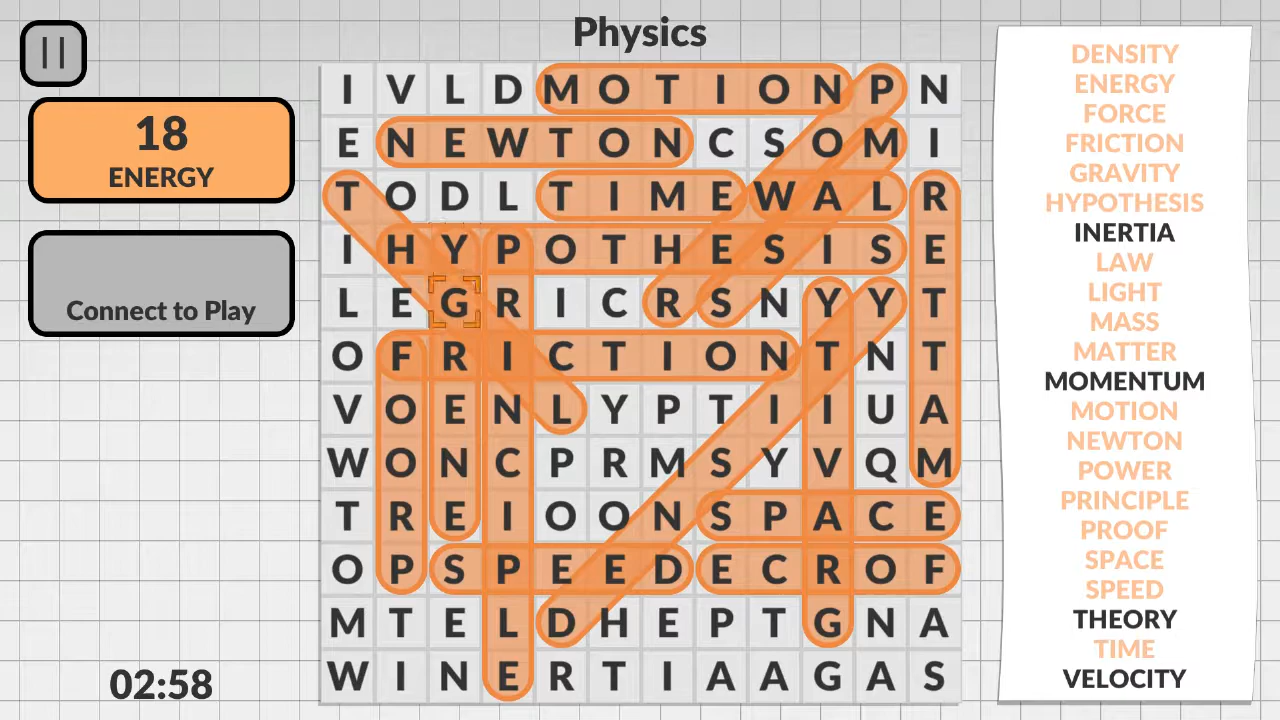 Physics
18
ENERGY
Connect to Play
02:58
I V L D M O T I O N P N
E N E W T O N C S O M I
T O D L T I M E W A L R
I H Y P O T H E S I S E
L E G R I C R S N Y Y T
O F R I C T I O N T N T
V O E N L Y P T I I U A
W O N C P R M S Y V Q M
T R E I O O N S P A C E
O P S P E E D E C R O F
M T E L D H E P T G N A
W I N E R T I A A G A S
DENSITY
ENERGY
FORCE
FRICTION
GRAVITY
HYPOTHESIS
INERTIA
LAW
LIGHT
MASS
MATTER
MOMENTUM
MOTION
NEWTON
POWER
PRINCIPLE
PROOF
SPACE
SPEED
THEORY
TIME
VELOCITY